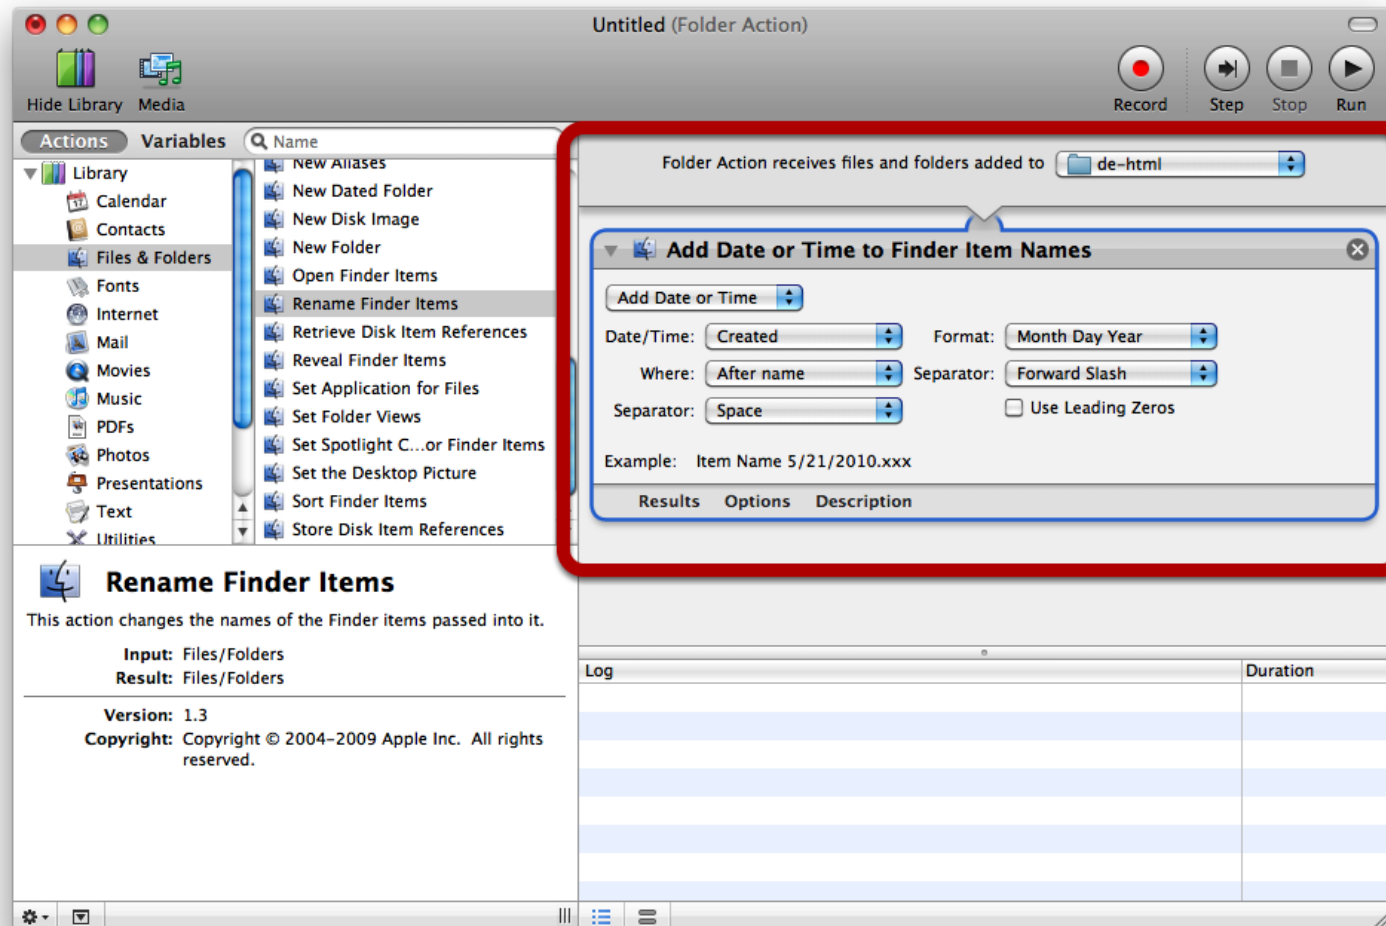 Untitled (Folder Action)
Hide Library
Media
Record
Step
Stop
Run
Actions
Variables
Name
Library
Calendar
Contacts
Files & Folders
Fonts
Internet
Mail
Movies
Music
PDFs
Photos
Presentations
Text
Utilities
New Aliases
New Dated Folder
New Disk Image
New Folder
Open Finder Items
Rename Finder Items
Retrieve Disk Item References
Reveal Finder Items
Set Application for Files
Set Folder Views
Set Spotlight C...or Finder Items
Set the Desktop Picture
Sort Finder Items
Store Disk Item References
Folder Action receives files and folders added to de-html
Add Date or Time to Finder Item Names
Add Date or Time
Date/Time: Created Format: Month Day Year
Where: After name Separator: Forward Slash
Separator: Space Use Leading Zeros
Example: Item Name 5/21/2010.xxx
Results Options Description
Rename Finder Items
This action changes the names of the Finder items passed into it.
Input: Files/Folders
Result: Files/Folders
Version: 1.3
Copyright: Copyright © 2004-2009 Apple Inc. All rights
reserved.
Log Duration